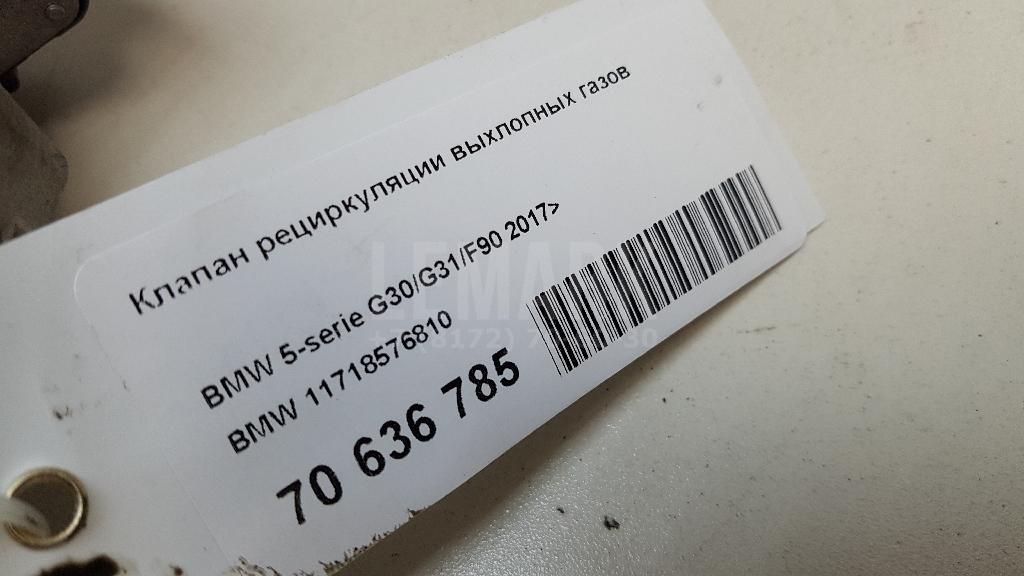 Клапан рециркуляции выхлопных газов
BMW 5-serie G30/G31/F90 2017>
BMW 11718576810
70 636 785